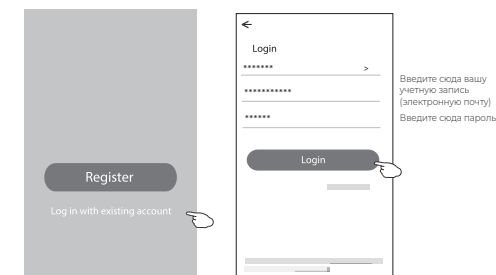 Register
Log in with existing account
Login
*******
>
***********
******
Login
Введите сюда вашу
учетную запись
(электронную почту)
Введите сюда пароль